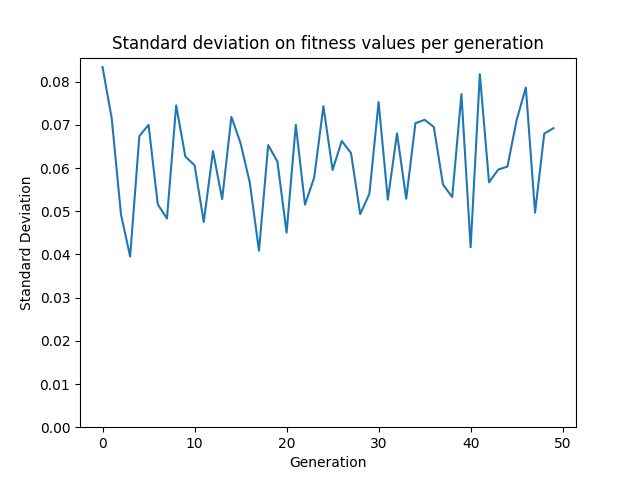 Standard deviation on fitness values per generation
0.08
0.07
0.06
0.05
0.04
0.03
0.02
0.01
0.00
Standard Deviation
0 10 20 30 40 50
Generation